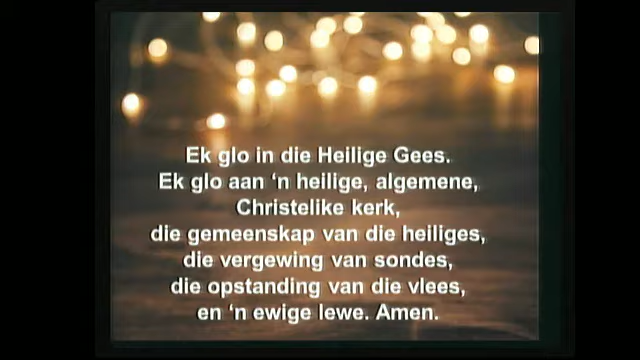 Ek glo in die Heilige Gees.
Ek glo aan ‘n heilige, algemene,
Christelike kerk,
die gemeenskap van die heiliges,
die vergewing van sondes,
die opstanding van die vlees,
en ‘n ewige lewe. Amen.